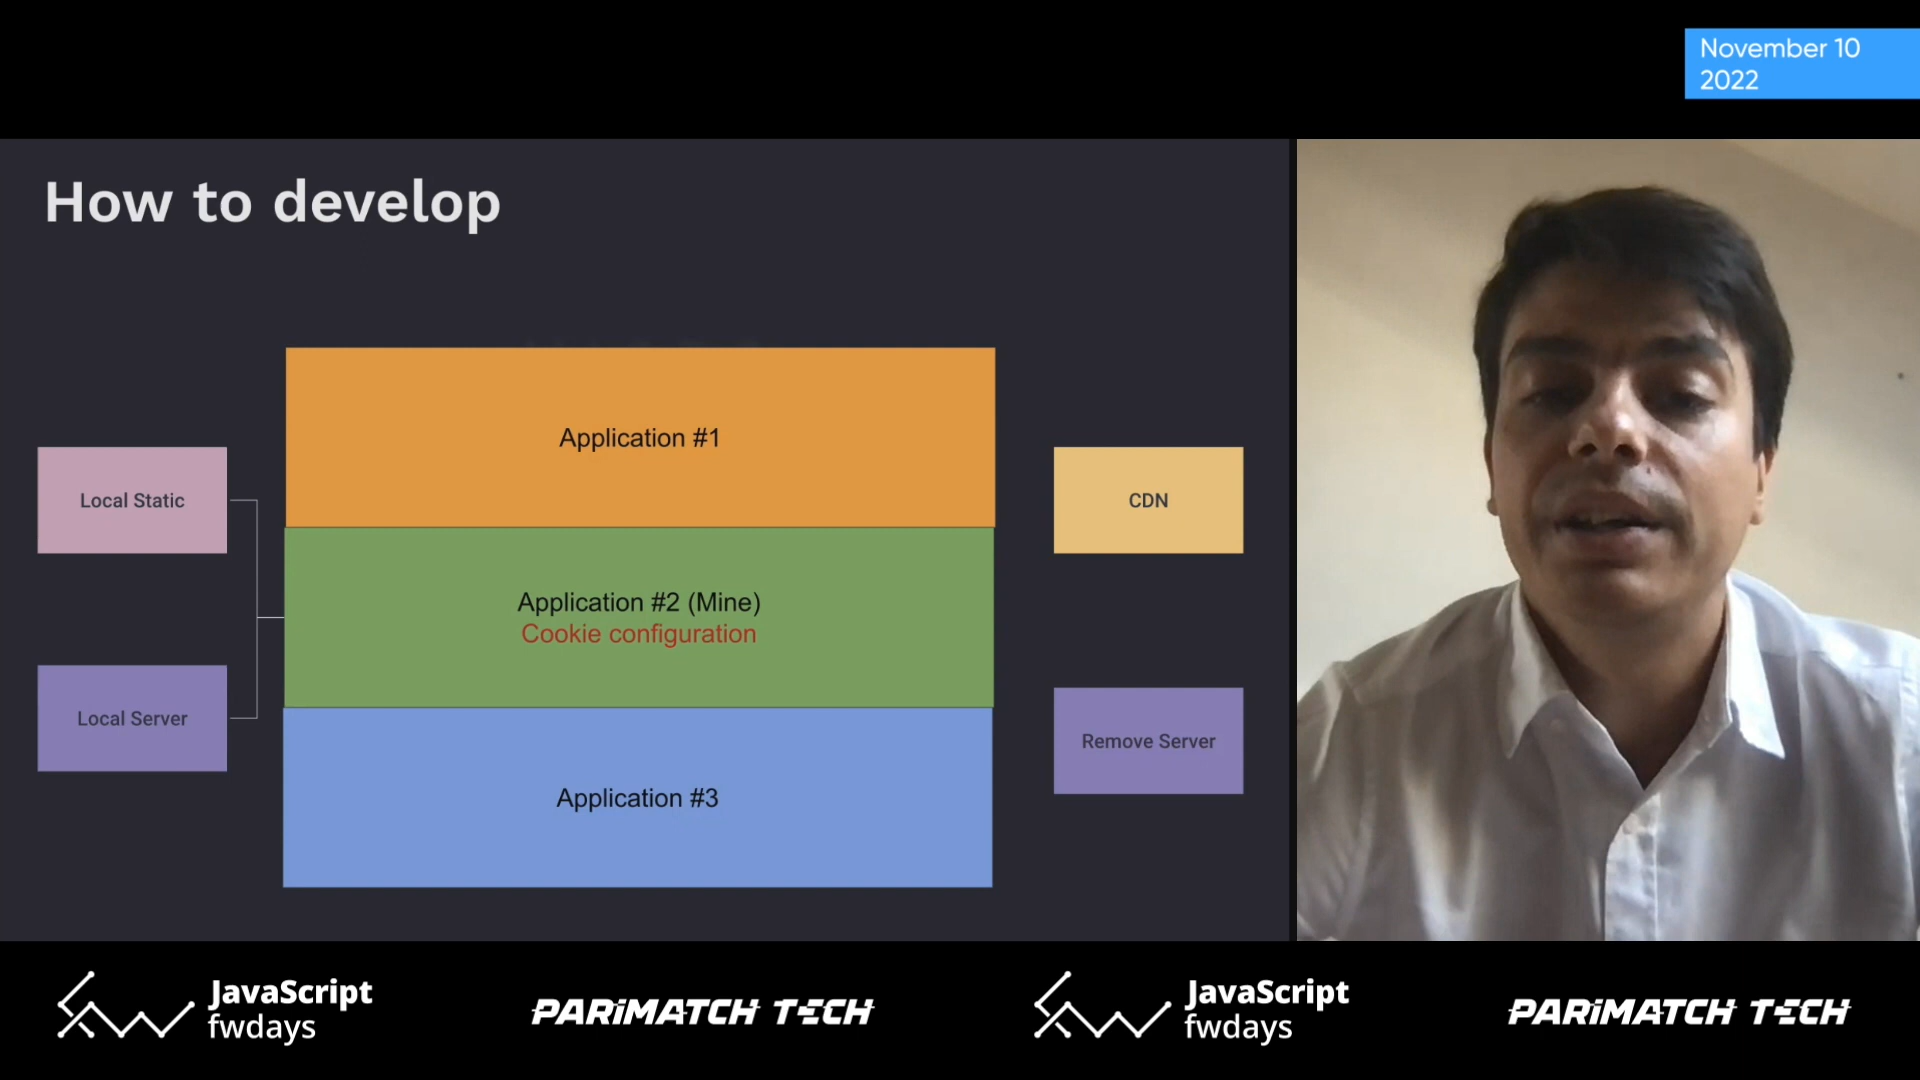 November 10
2022
How to develop
Application #1
Local Static
CDN
Application #2 (Mine)
Cookie configuration
Local Server
Remove Server
Application #3
JavaScript
fwdays
PARIMATCH TECH
JavaScript
fwdays
PARIMATCH TECH